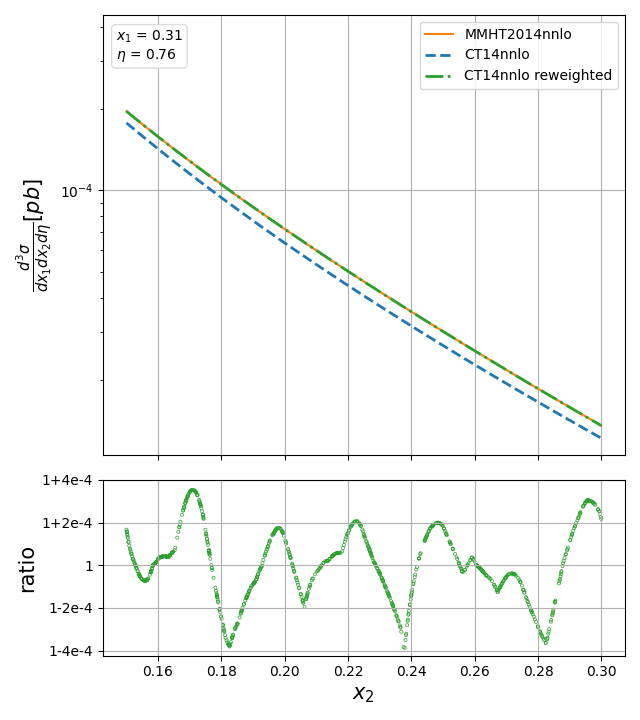 x₁ = 0.31
η = 0.76
MMHT2014nnlo
CT14nnlo
CT14nnlo reweighted
d³σ/dx₁dx₂dη [pb]
10⁻⁴
1+4e-4
1+2e-4
1
1-2e-4
1-4e-4
ratio
0.16 0.18 0.20 0.22 0.24 0.26 0.28 0.30
x₂